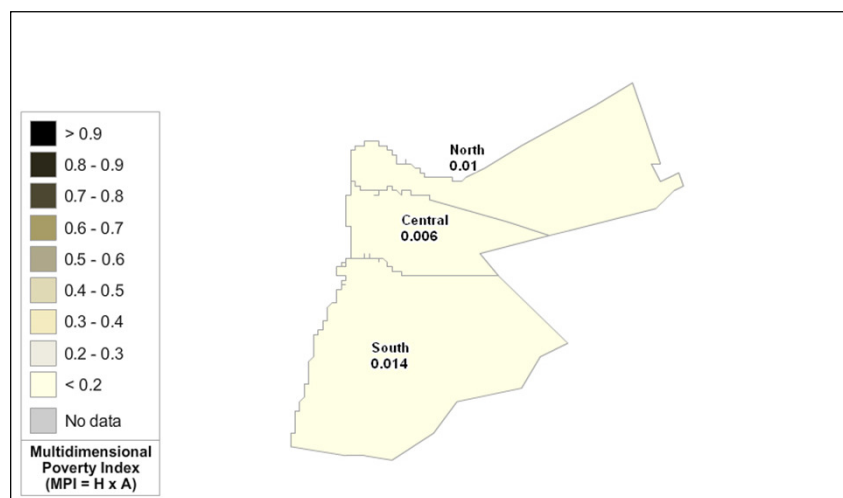 > 0.9
0.8 - 0.9
0.7 - 0.8
0.6 - 0.7
0.5 - 0.6
0.4 - 0.5
0.3 - 0.4
0.2 - 0.3
< 0.2
No data
Multidimensional
Poverty Index
(MPI = H x A)
North
0.01
Central
0.006
South
0.014